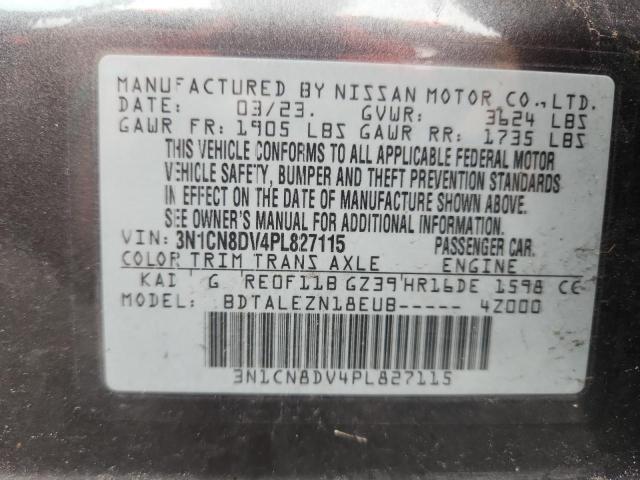 MANUFACTURED BY NISSAN MOTOR CO., LTD.
DATE: 03/23. GVWR: 3624 LBS
GAWR FR: 1905 LBS GAWR RR: 1735 LBS
THIS VEHICLE CONFORMS TO ALL APPLICABLE FEDERAL MOTOR
VEHICLE SAFETY, BUMPER AND THEFT PREVENTION STANDARDS
IN EFFECT ON THE DATE OF MANUFACTURE SHOWN ABOVE.
SEE OWNER'S MANUAL FOR ADDITIONAL INFORMATION.
VIN: 3N1CN8DV4PL827115 PASSENGER CAR.
COLOR TRIM TRANS AXLE ENGINE
KAD G RE0F11B GZ39 HR16DE 1598 CC
MODEL: BDTALEZN18EUB----- 4Z000
3N1CN8DV4PL827115